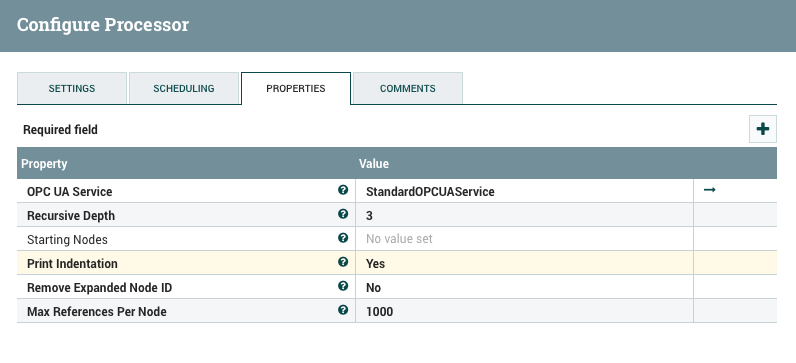 Configure Processor
SETTINGS SCHEDULING PROPERTIES COMMENTS
Required field
Property Value
OPC UA Service StandardOPCUAService
Recursive Depth 3
Starting Nodes No value set
Print Indentation Yes
Remove Expanded Node ID No
Max References Per Node 1000